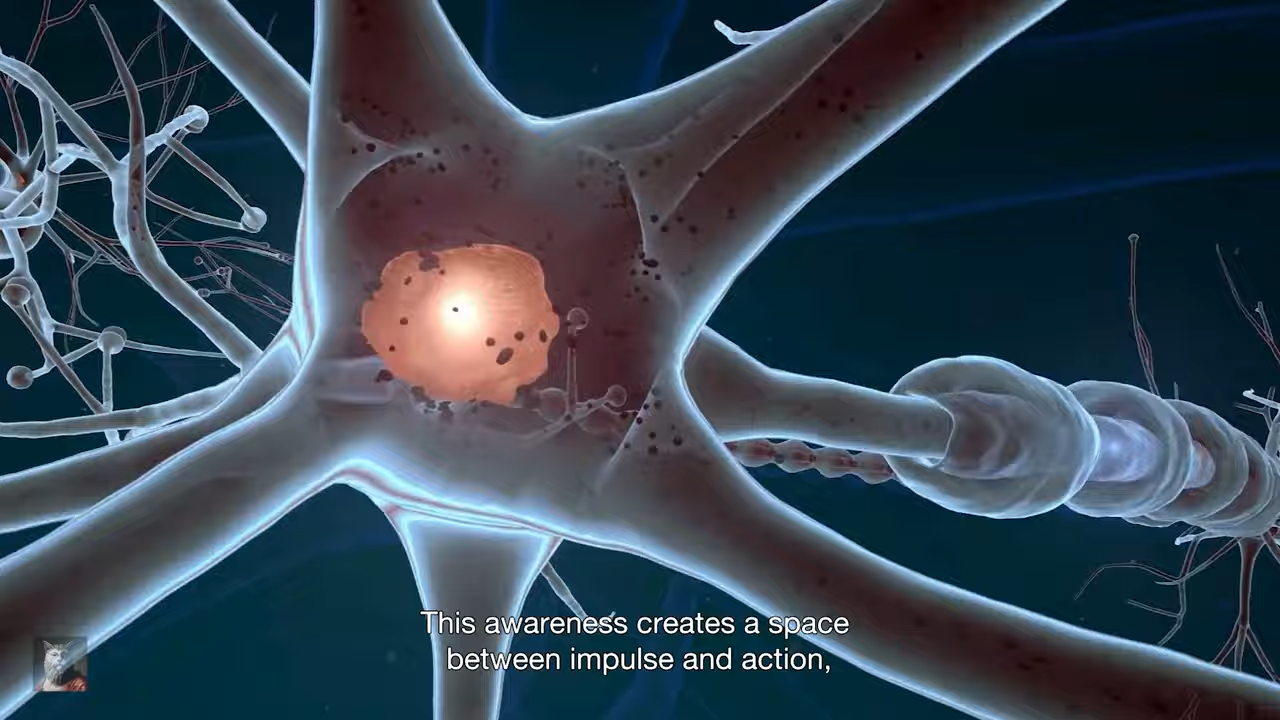 This awareness creates a space
between impulse and action,